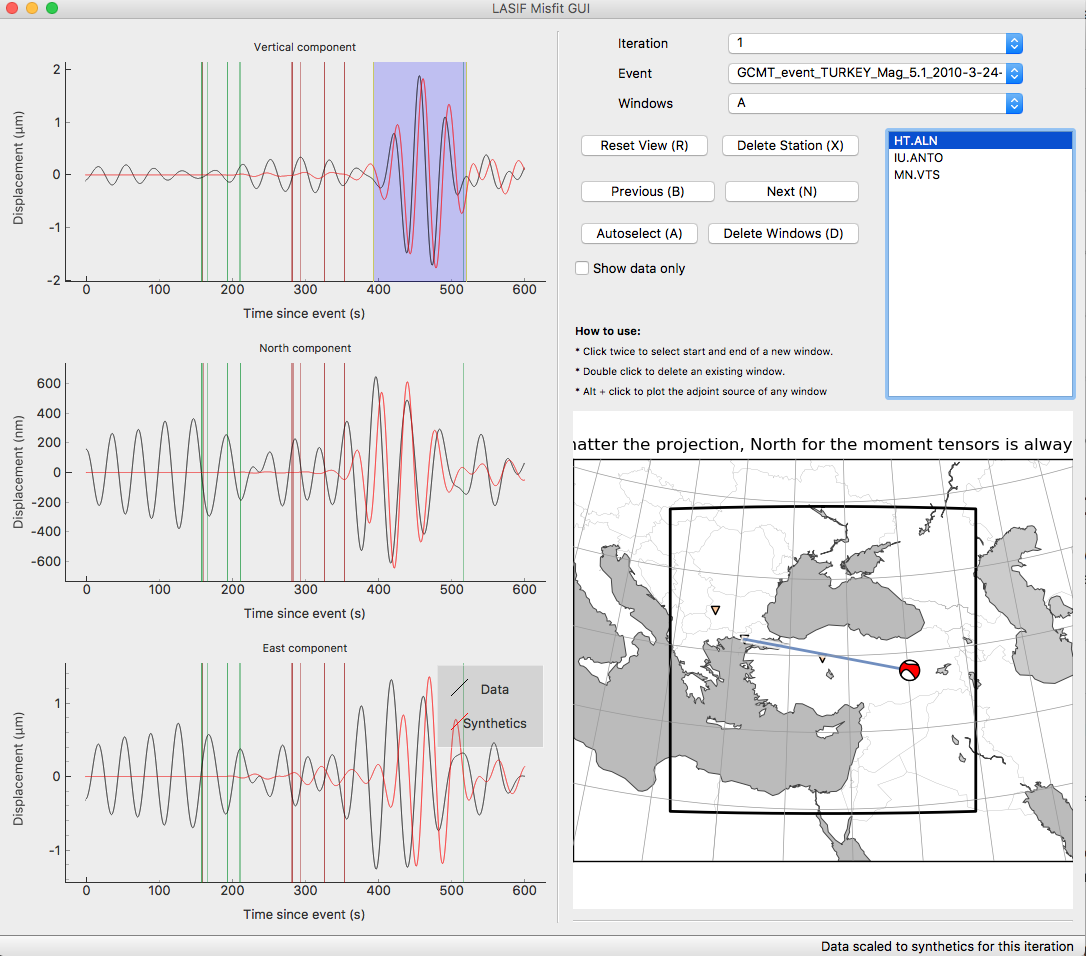 LASIF Misfit GUI
Vertical component
Displacement (µm)
2
1
0
-1
-2
0 100 200 300 400 500 600
Time since event (s)
North component
Displacement (nm)
600
400
200
0
-200
-400
-600
0 100 200 300 400 500 600
Time since event (s)
East component
Displacement (µm)
1
0
-1
Data
Synthetics
0 100 200 300 400 500 600
Time since event (s)
Iteration 1
Event GCMT_event_TURKEY_Mag_5.1_2010-3-24-
Windows A
Reset View (R) Delete Station (X)
Previous (B) Next (N)
Autoselect (A) Delete Windows (D)
Show data only
HT.ALN
IU.ANTO
MN.VTS
How to use:
* Click twice to select start and end of a new window.
* Double click to delete an existing window.
* Alt + click to plot the adjoint source of any window
natter the projection, North for the moment tensors is alway
Data scaled to synthetics for this iteration